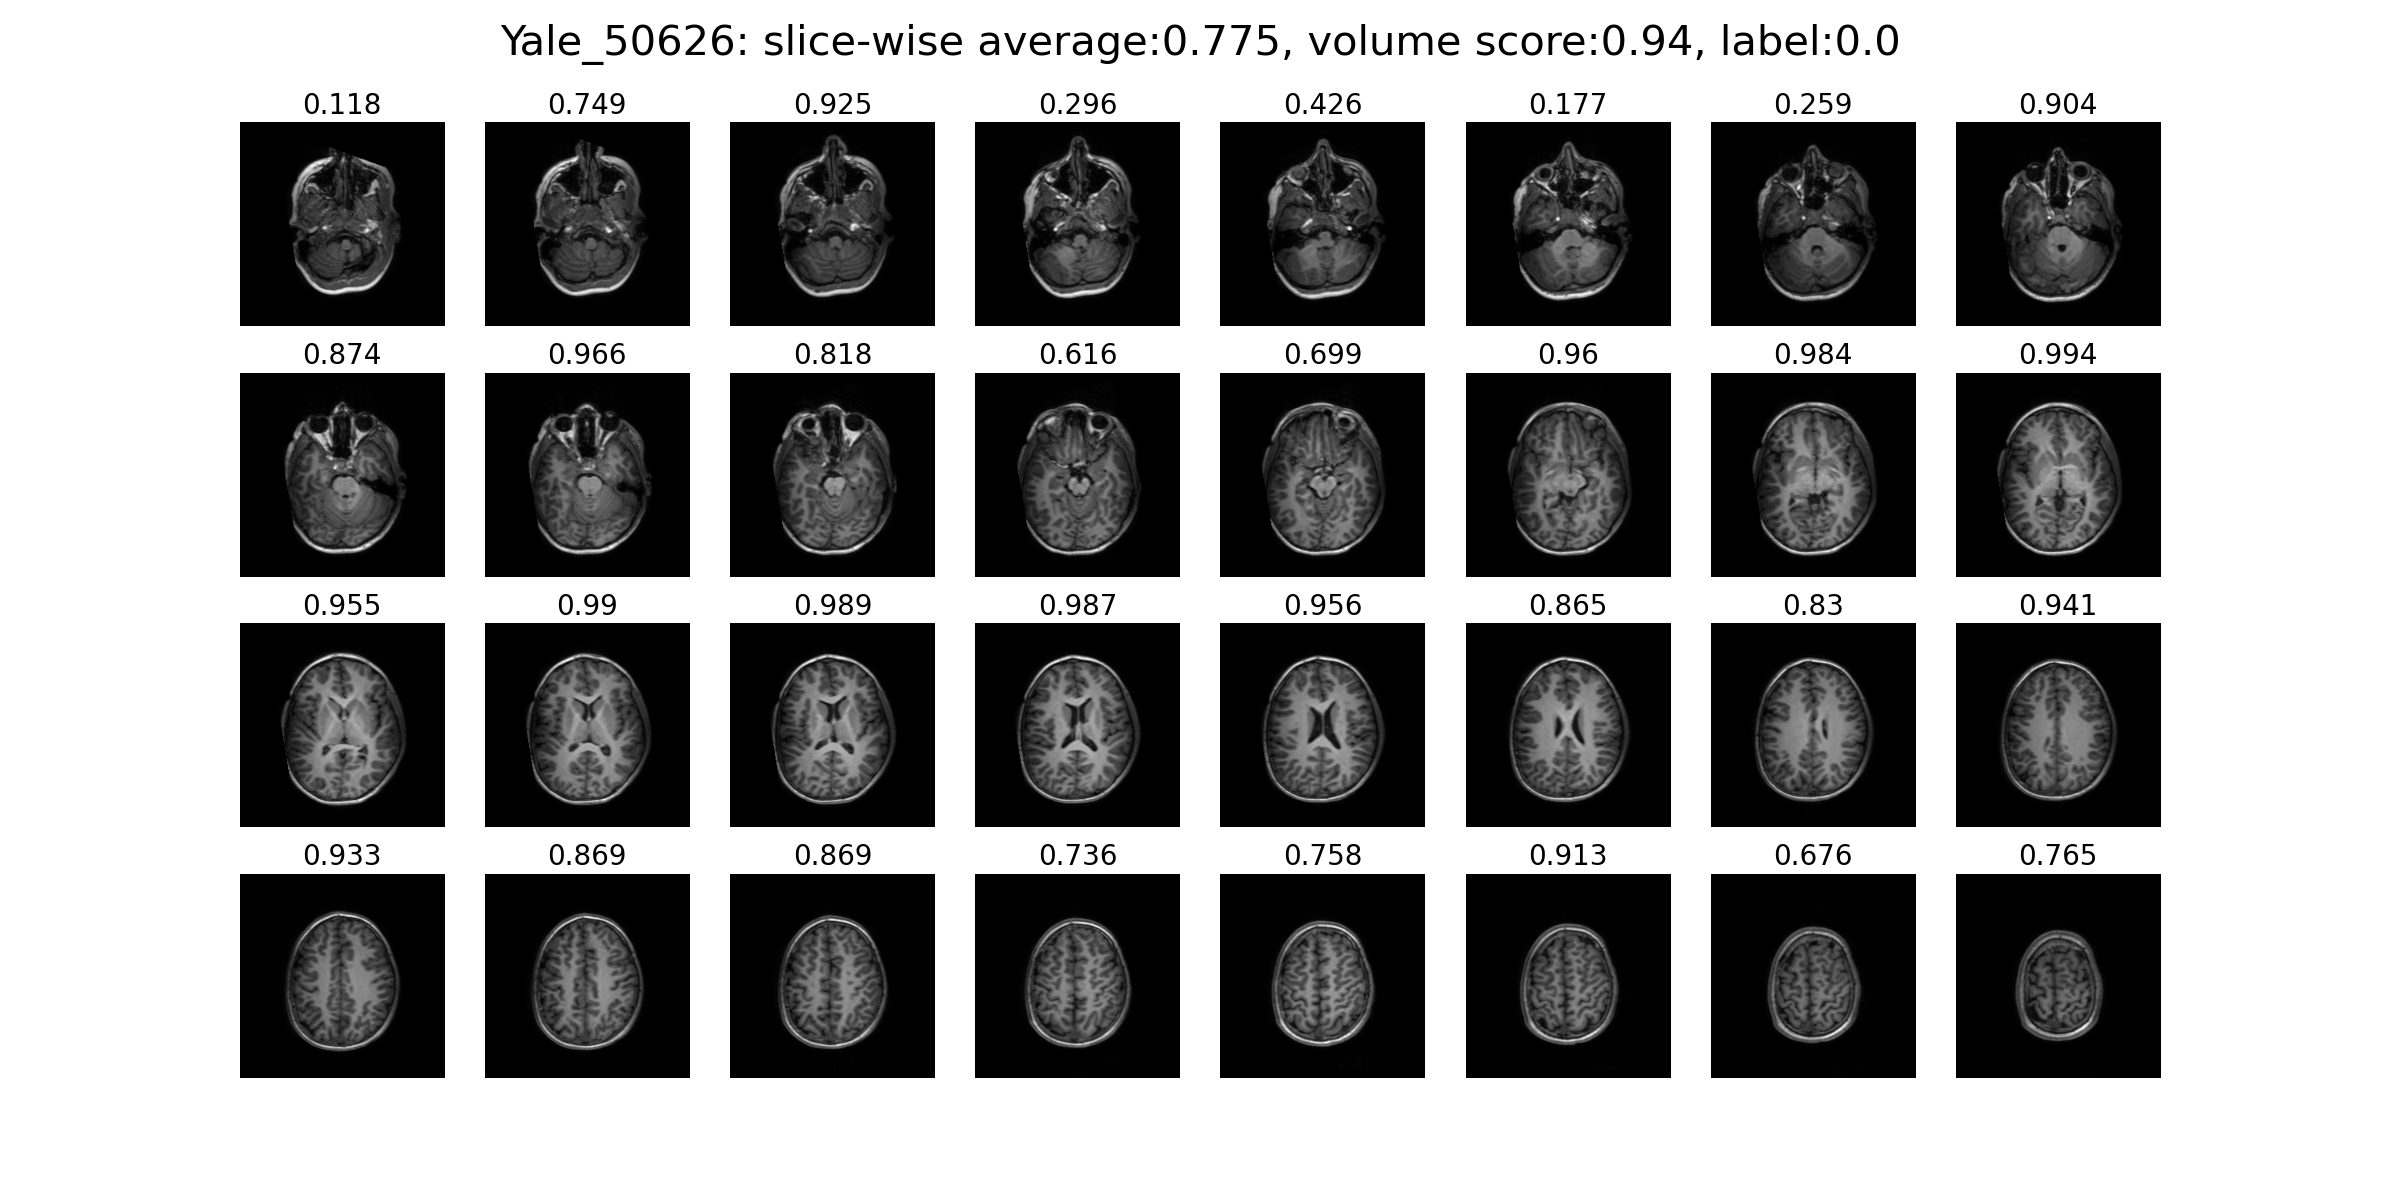 Yale_50626: slice-wise average:0.775, volume score:0.94, label:0.0
0.118 0.749 0.925 0.296 0.426 0.177 0.259 0.904
0.874 0.966 0.818 0.616 0.699 0.96 0.984 0.994
0.955 0.99 0.989 0.987 0.956 0.865 0.83 0.941
0.933 0.869 0.869 0.736 0.758 0.913 0.676 0.765